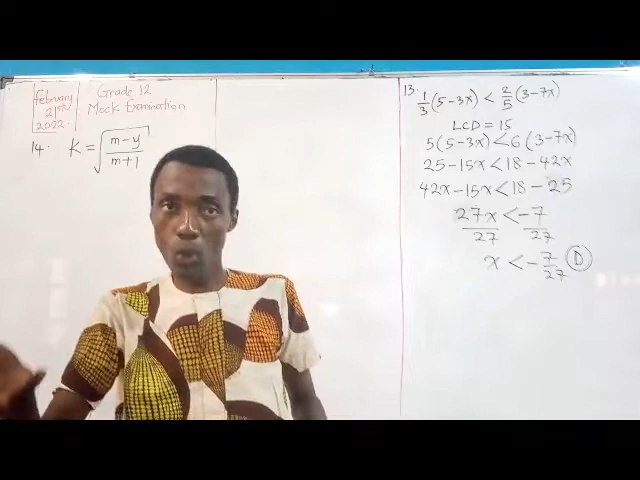 February
21st
2022
Grade 12
Mock Examination
14. K = √((m-y)/(m+1))
13. 1/3(5-3x) < 2/5(3-7x)
LCD = 15
5(5-3x) < 6(3-7x)
25-15x < 18-42x
42x-15x < 18-25
27x/27 < -7/27
x < -7/27 D